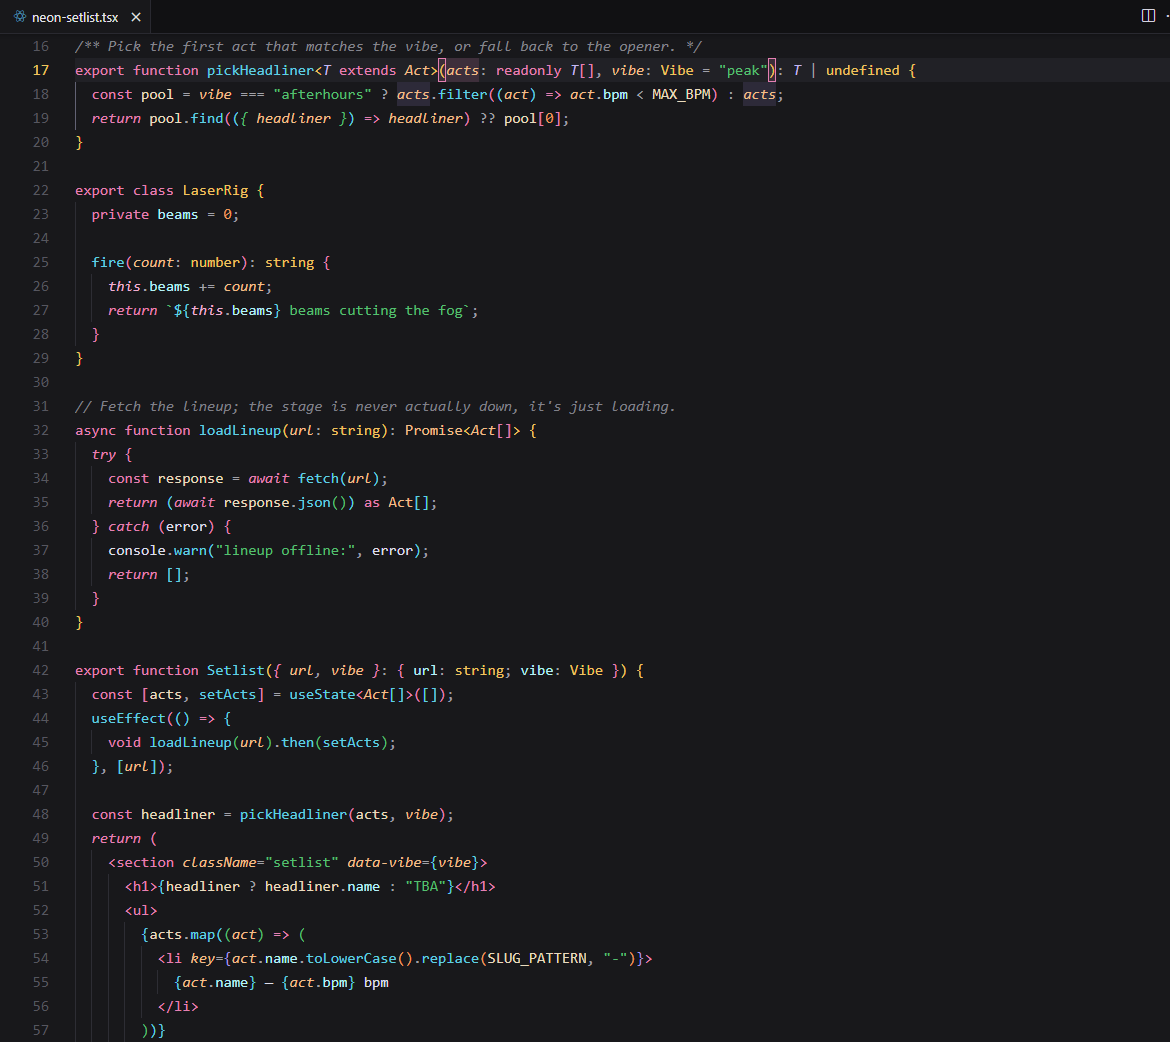 neon-setlist.tsx
16 /** Pick the first act that matches the vibe, or fall back to the opener. */
17 export function pickHeadliner<T extends Act>(acts: readonly T[], vibe: Vibe = "peak"): T | undefined {
18 const pool = vibe === "afterhours" ? acts.filter((act) => act.bpm < MAX_BPM) : acts;
19 return pool.find(({ headliner }) => headliner) ?? pool[0];
20 }
21
22 export class LaserRig {
23 private beams = 0;
24
25 fire(count: number): string {
26 this.beams += count;
27 return `${this.beams} beams cutting the fog`;
28 }
29 }
30
31 // Fetch the lineup; the stage is never actually down, it's just loading.
32 async function loadLineup(url: string): Promise<Act[]> {
33 try {
34 const response = await fetch(url);
35 return (await response.json()) as Act[];
36 } catch (error) {
37 console.warn("lineup offline:", error);
38 return [];
39 }
40 }
41
42 export function Setlist({ url, vibe }: { url: string; vibe: Vibe }) {
43 const [acts, setActs] = useState<Act[]>([]);
44 useEffect(() => {
45 void loadLineup(url).then(setActs);
46 }, [url]);
47
48 const headliner = pickHeadliner(acts, vibe);
49 return (
50 <section className="setlist" data-vibe={vibe}>
51 <h1>{headliner ? headliner.name : "TBA"}</h1>
52 <ul>
53 {acts.map((act) => (
54 <li key={act.name.toLowerCase().replace(SLUG_PATTERN, "-")}>
55 {act.name} — {act.bpm} bpm
56 </li>
57 ))}